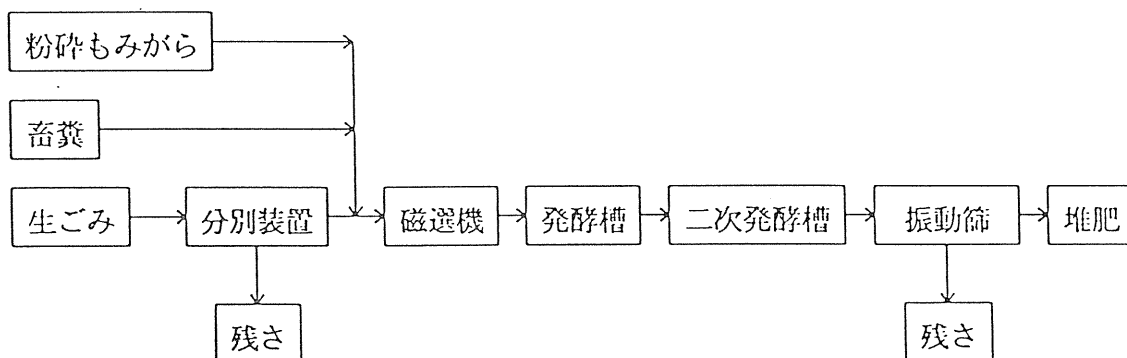 粉砕もみがら
畜糞
生ごみ
分別装置
磁選機
発酵槽
二次発酵槽
振動篩
堆肥
残さ
残さ